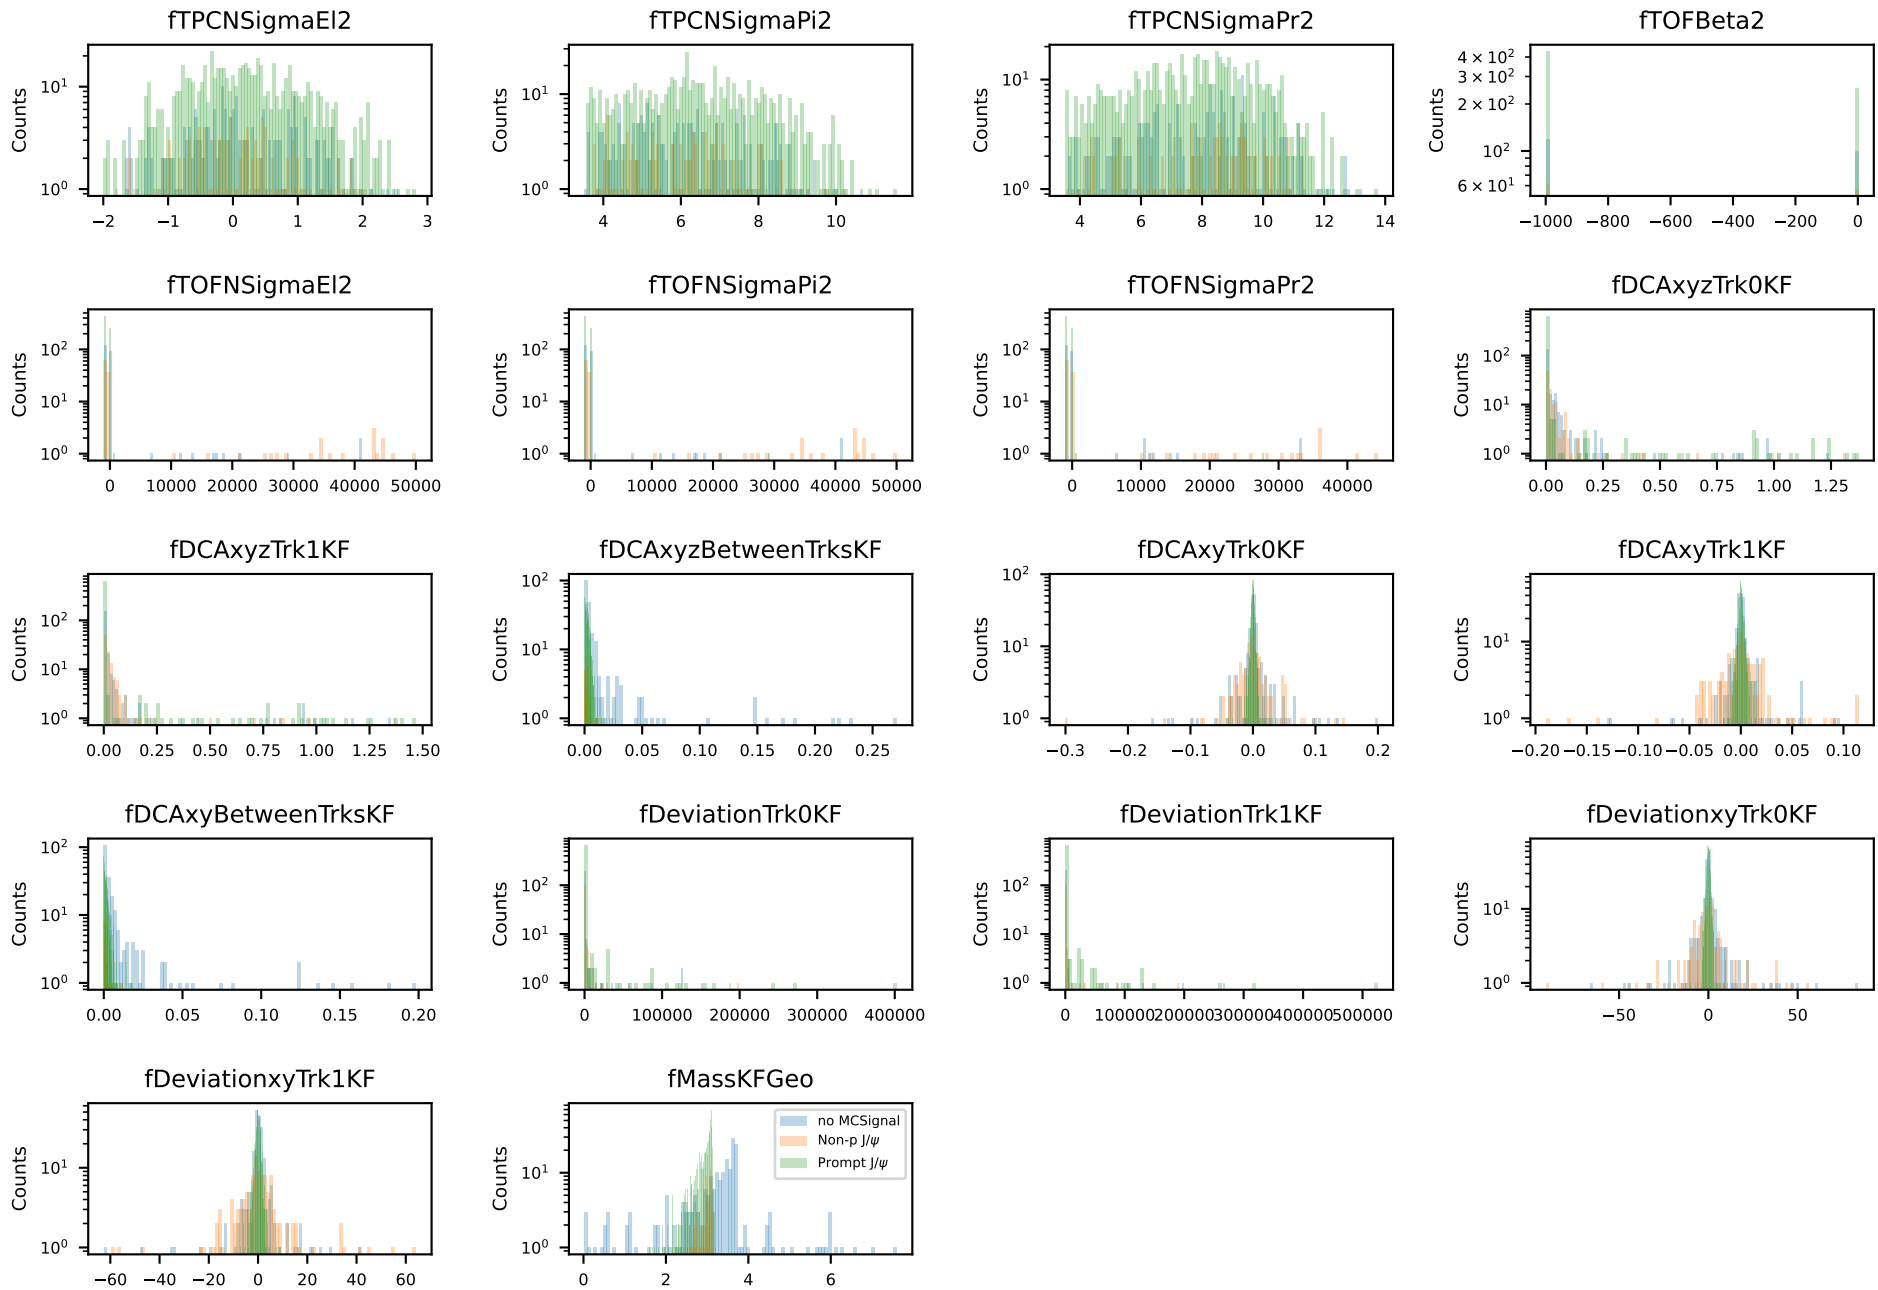 fTPCNSigmaEl2
Counts
10¹
10⁰
−2 −1 0 1 2 3
fTPCNSigmaPi2
Counts
10¹
10⁰
4 6 8 10
fTPCNSigmaPr2
Counts
10¹
10⁰
4 6 8 10 12 14
fTOFBeta2
Counts
4 × 10²
3 × 10²
2 × 10²
10²
6 × 10¹
−1000 −800 −600 −400 −200 0
fTOFNSigmaEl2
Counts
10²
10¹
10⁰
0 10000 20000 30000 40000 50000
fTOFNSigmaPi2
Counts
10²
10¹
10⁰
0 10000 20000 30000 40000 50000
fTOFNSigmaPr2
Counts
10²
10¹
10⁰
0 10000 20000 30000 40000
fDCAxyzTrk0KF
Counts
10²
10¹
10⁰
0.00 0.25 0.50 0.75 1.00 1.25
fDCAxyzTrk1KF
Counts
10²
10¹
10⁰
0.00 0.25 0.50 0.75 1.00 1.25 1.50
fDCAxyzBetweenTrksKF
Counts
10²
10¹
10⁰
0.00 0.05 0.10 0.15 0.20 0.25
fDCAxyTrk0KF
Counts
10²
10¹
10⁰
−0.3 −0.2 −0.1 0.0 0.1 0.2
fDCAxyTrk1KF
Counts
10¹
10⁰
−0.20 −0.15 −0.10 −0.05 0.00 0.05 0.10
fDCAxyBetweenTrksKF
Counts
10²
10¹
10⁰
0.00 0.05 0.10 0.15 0.20
fDeviationTrk0KF
Counts
10²
10¹
10⁰
0 100000 200000 300000 400000
fDeviationTrk1KF
Counts
10²
10¹
10⁰
0 100000 200000 300000 400000 500000
fDeviationxyTrk0KF
Counts
10¹
10⁰
−50 0 50
fDeviationxyTrk1KF
Counts
10¹
10⁰
−60 −40 −20 0 20 40 60
fMassKFGeo
Counts
10¹
10⁰
0 2 4 6
no MCSignal
Non-p J/ψ
Prompt J/ψ